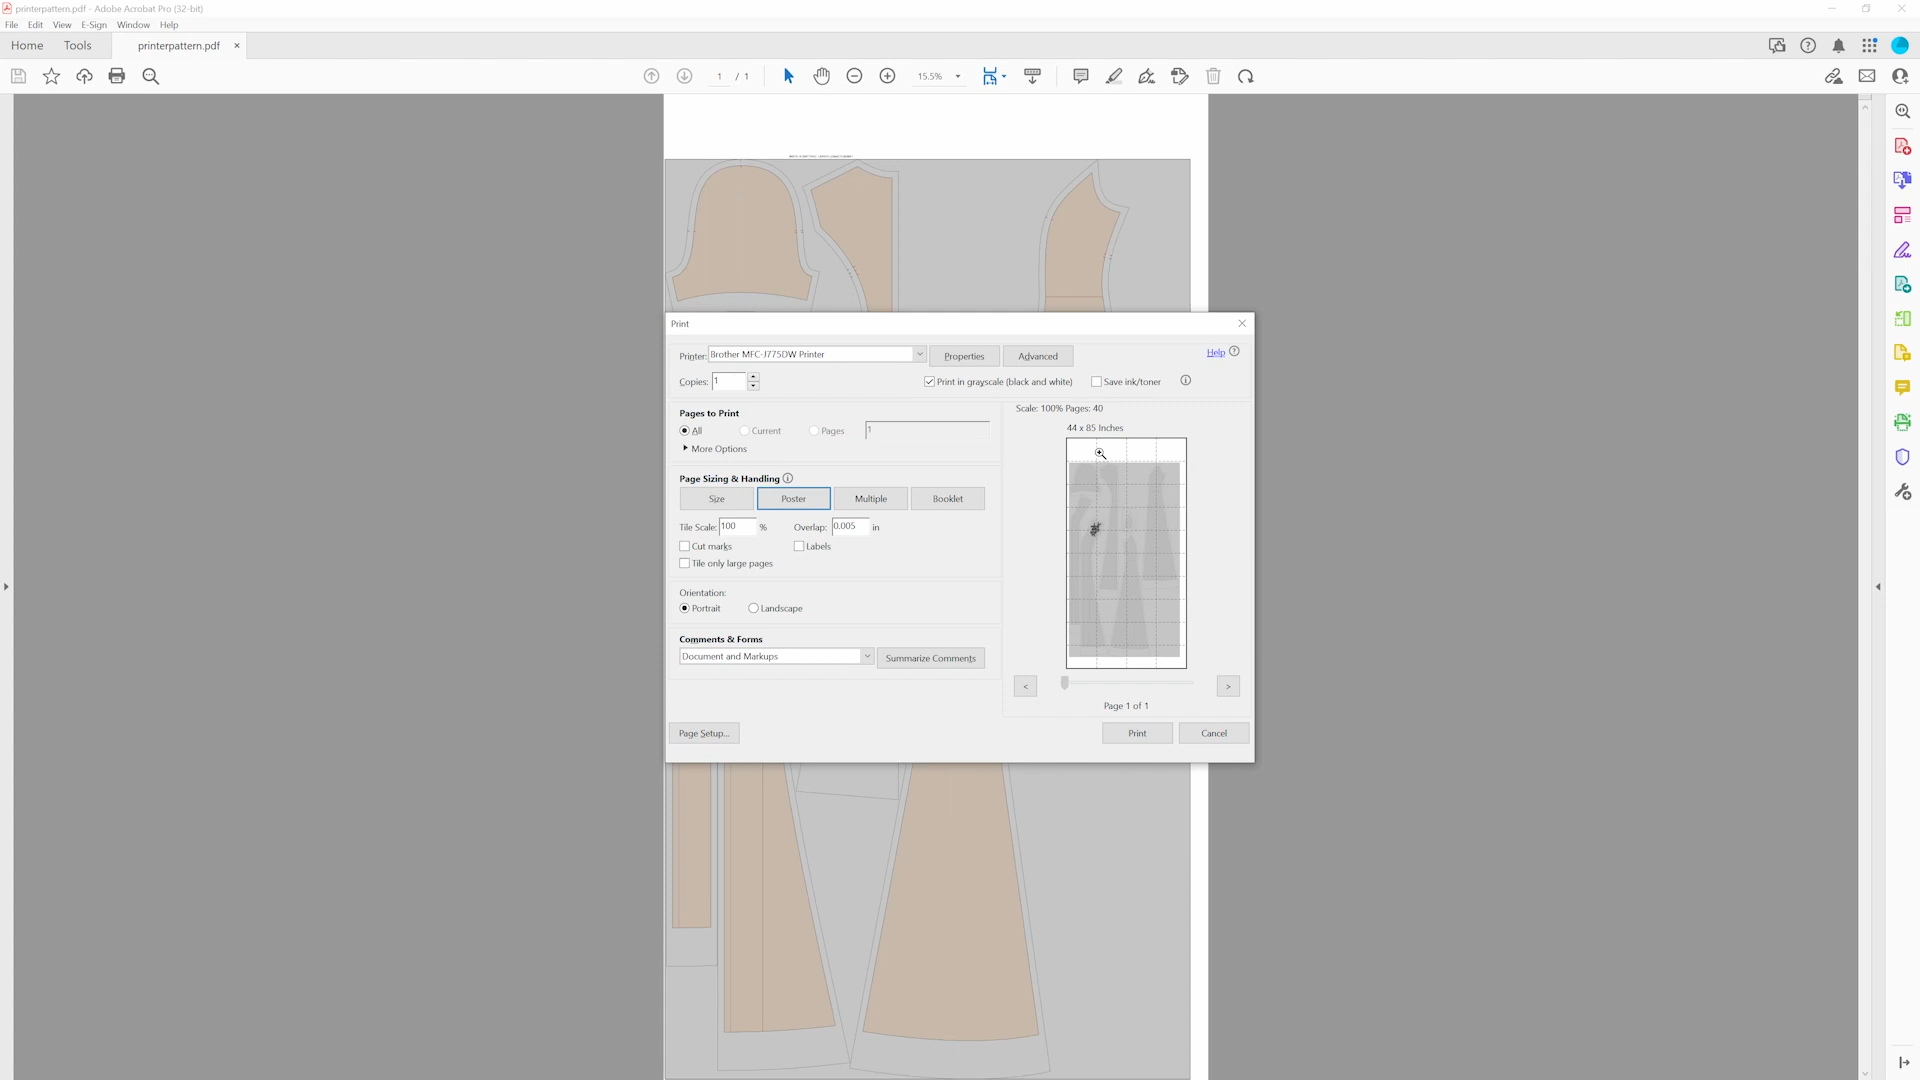 printerpattern.pdf - Adobe Acrobat Pro (32-bit)
File Edit View E-Sign Window Help
Home Tools printerpattern.pdf ×
1 / 1 15.5%
Print
Printer: Brother MFC-J775DW Printer Properties Advanced Help
Copies: 1 Print in grayscale (black and white) Save ink/toner
Pages to Print
All Current Pages 1
More Options
Page Sizing & Handling
Size Poster Multiple Booklet
Tile Scale: 100 % Overlap: 0.005 in
Cut marks Labels
Tile only large pages
Orientation:
Portrait Landscape
Comments & Forms
Document and Markups Summarize Comments
Scale: 100% Pages: 40
44 x 85 Inches
< >
Page 1 of 1
Page Setup... Print Cancel